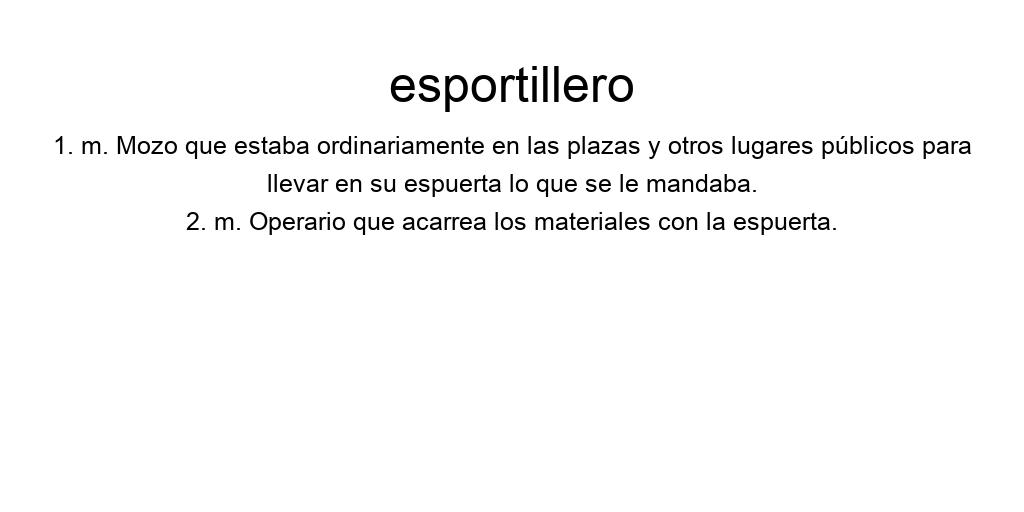 esportillero
1. m. Mozo que estaba ordinariamente en las plazas y otros lugares públicos para
llevar en su espuerta lo que se le mandaba.
2. m. Operario que acarrea los materiales con la espuerta.